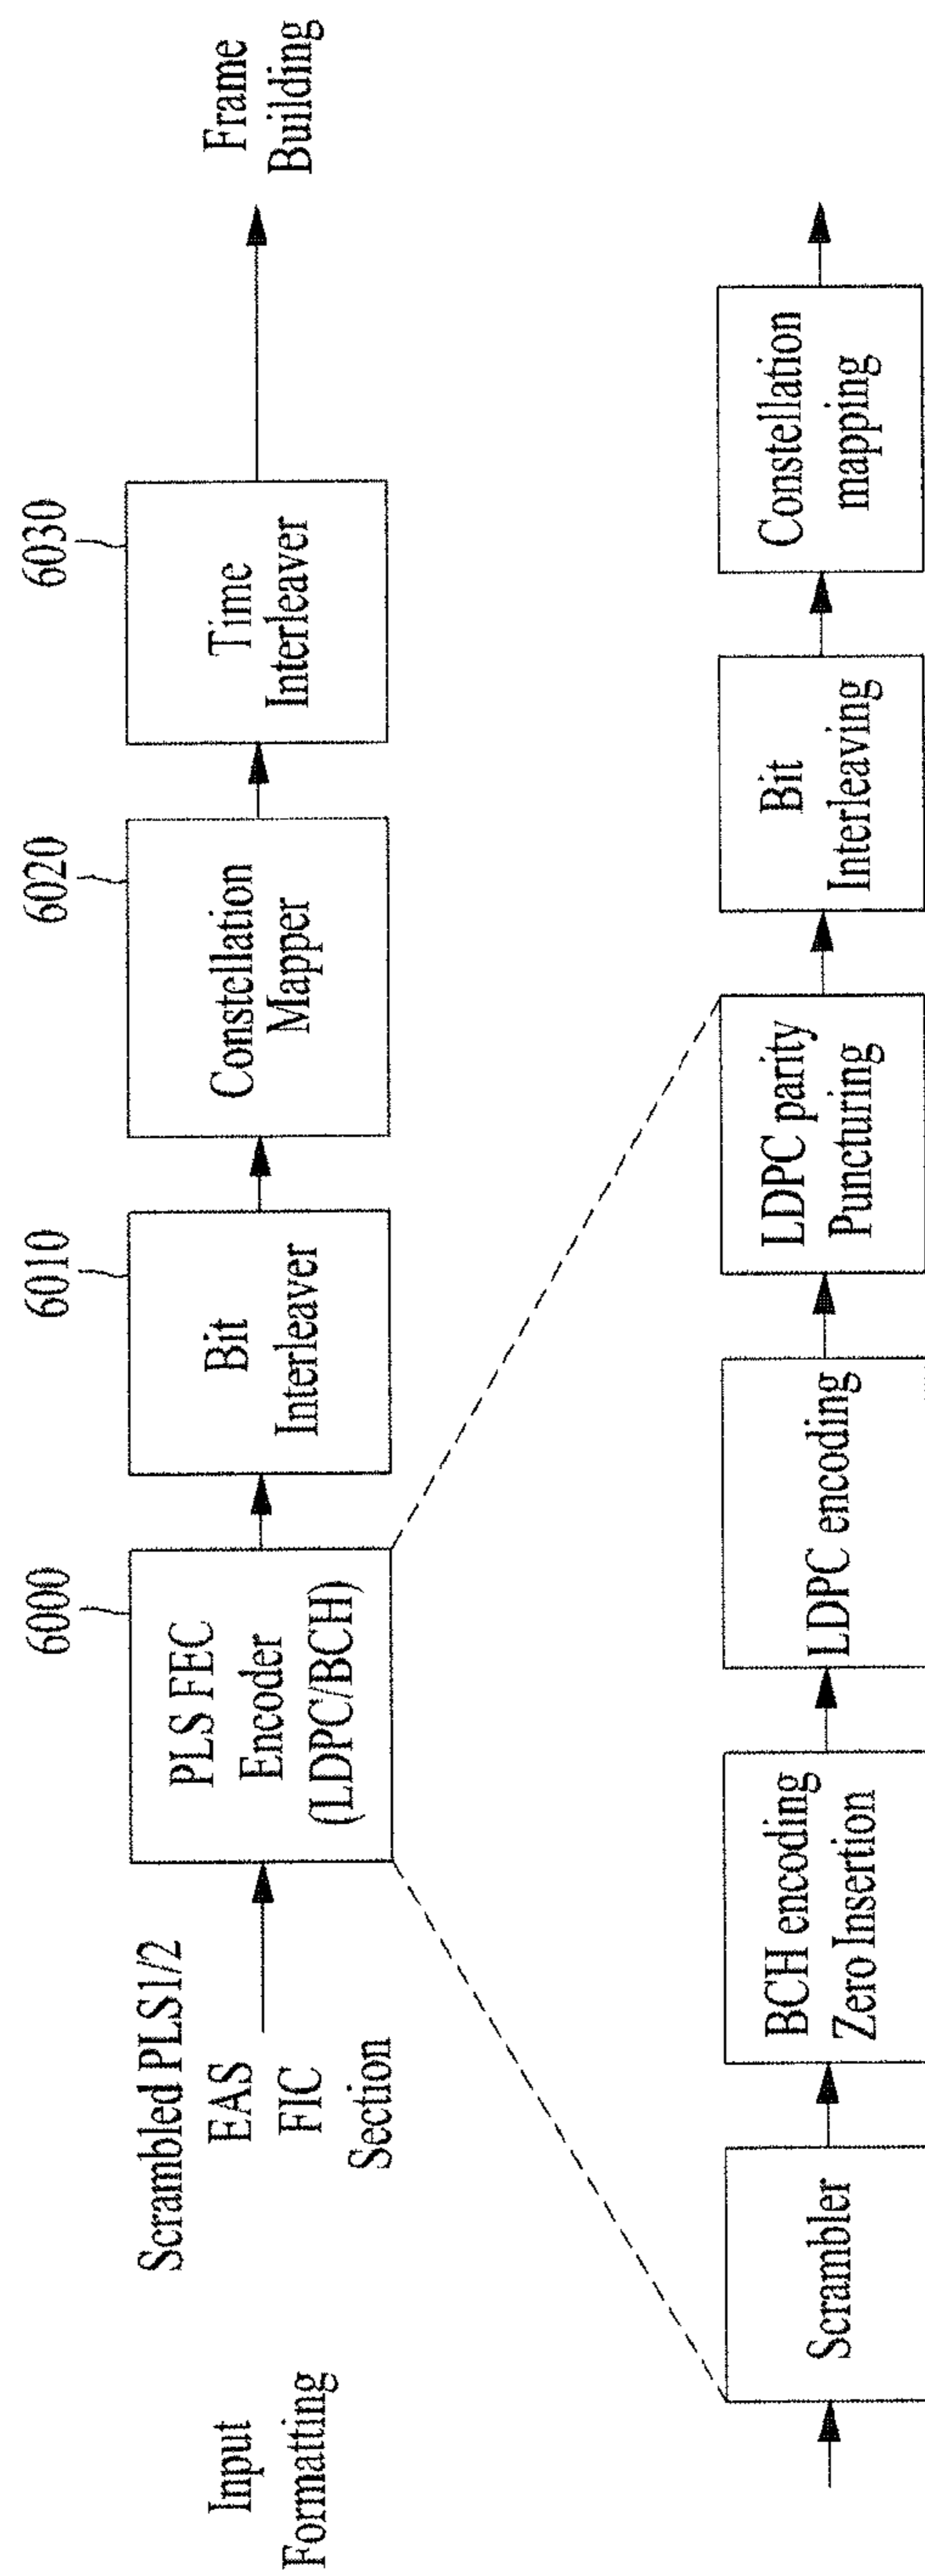 Input
Formatting
Scrambled PLS1/2
EAS
FIC
Section
6000
PLS FEC
Encoder
(LDPC/BCH)
6010
Bit
Interleaver
6020
Constellation
Mapper
6030
Time
Interleaver
Frame
Building
Scrambler
BCH encoding
Zero Insertion
LDPC encoding
LDPC parity
Puncturing
Bit
Interleaving
Constellation
mapping